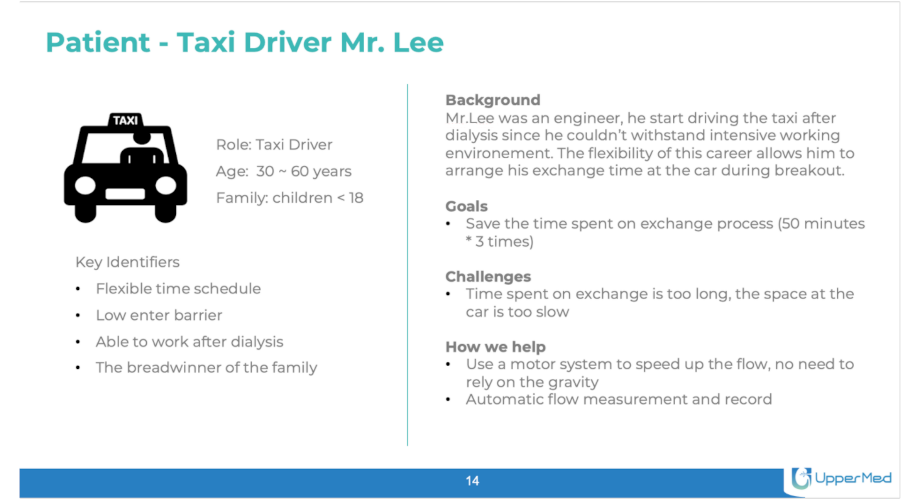 Patient - Taxi Driver Mr. Lee
TAXI
Role: Taxi Driver
Age: 30 ~ 60 years
Family: children < 18
Key Identifiers
• Flexible time schedule
• Low enter barrier
• Able to work after dialysis
• The breadwinner of the family
Background
Mr.Lee was an engineer, he start driving the taxi after
dialysis since he couldn't withstand intensive working
environement. The flexibility of this career allows him to
arrange his exchange time at the car during breakout.
Goals
• Save the time spent on exchange process (50 minutes
* 3 times)
Challenges
• Time spent on exchange is too long, the space at the
car is too slow
How we help
• Use a motor system to speed up the flow, no need to
rely on the gravity
• Automatic flow measurement and record
14
UpperMed